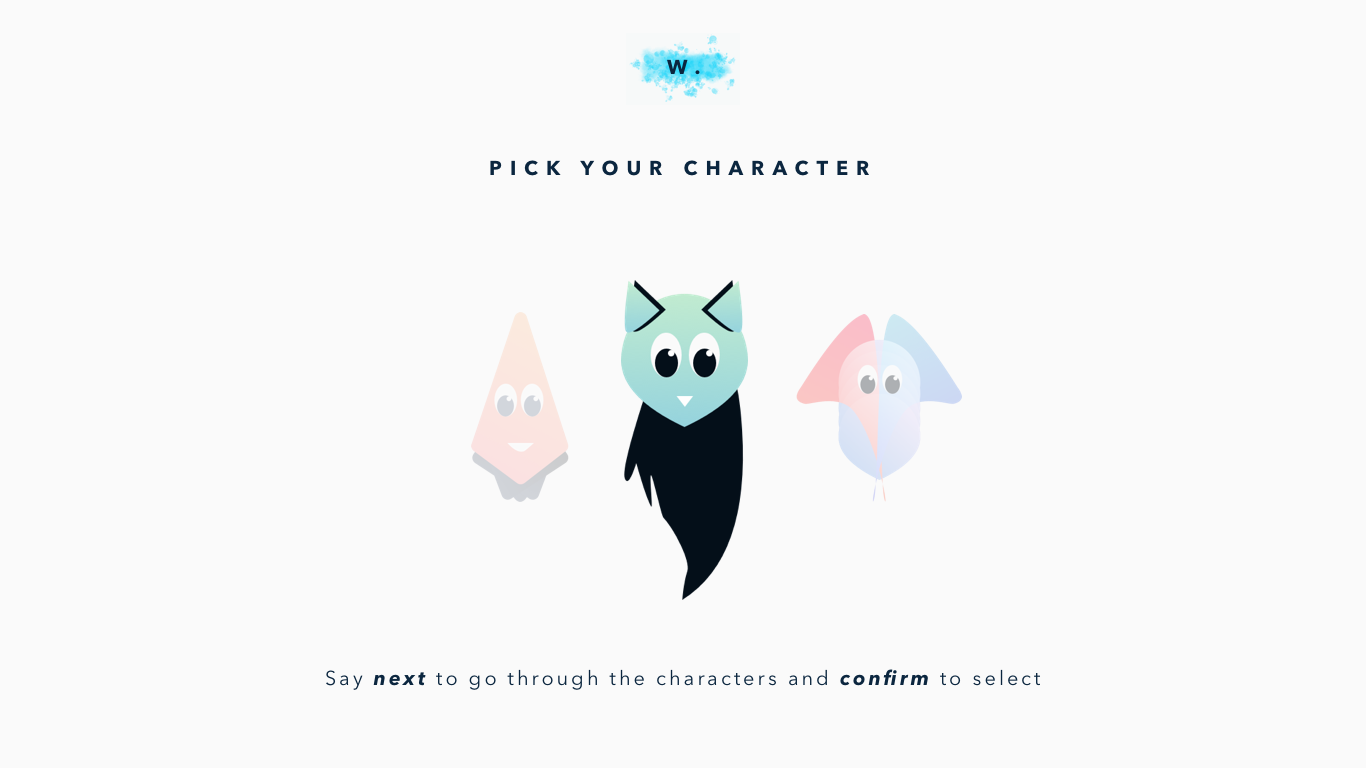 W.
PICK YOUR CHARACTER
Say next to go through the characters and confirm to select